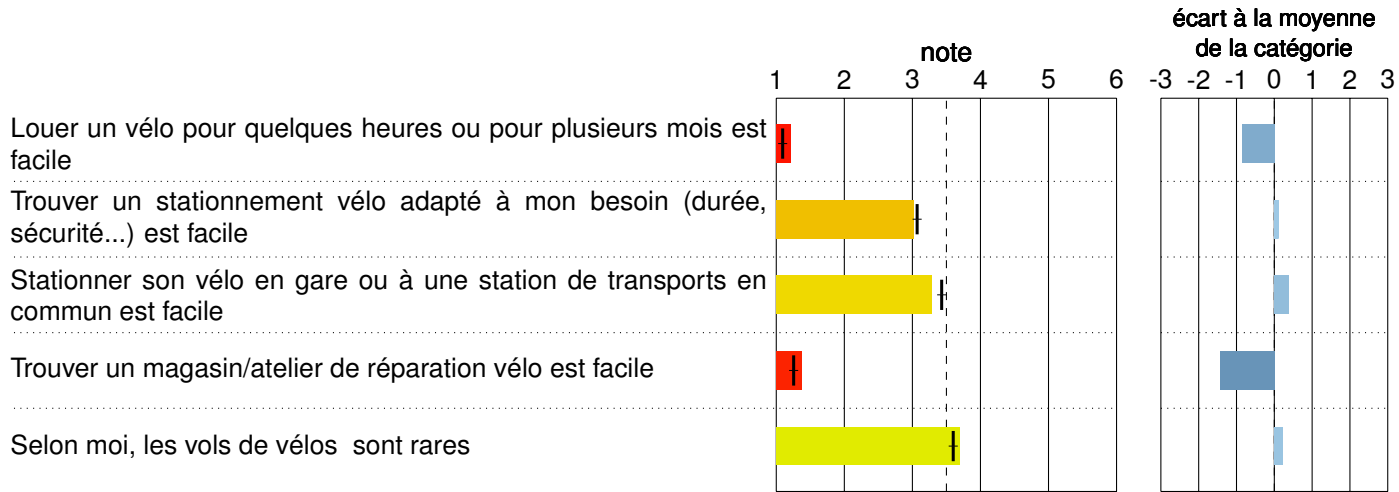 écart à la moyenne
de la catégorie
note
1 2 3 4 5 6
-3 -2 -1 0 1 2 3
Louer un vélo pour quelques heures ou pour plusieurs mois est
facile
Trouver un stationnement vélo adapté à mon besoin (durée,
sécurité...) est facile
Stationner son vélo en gare ou à une station de transports en
commun est facile
Trouver un magasin/atelier de réparation vélo est facile
Selon moi, les vols de vélos sont rares